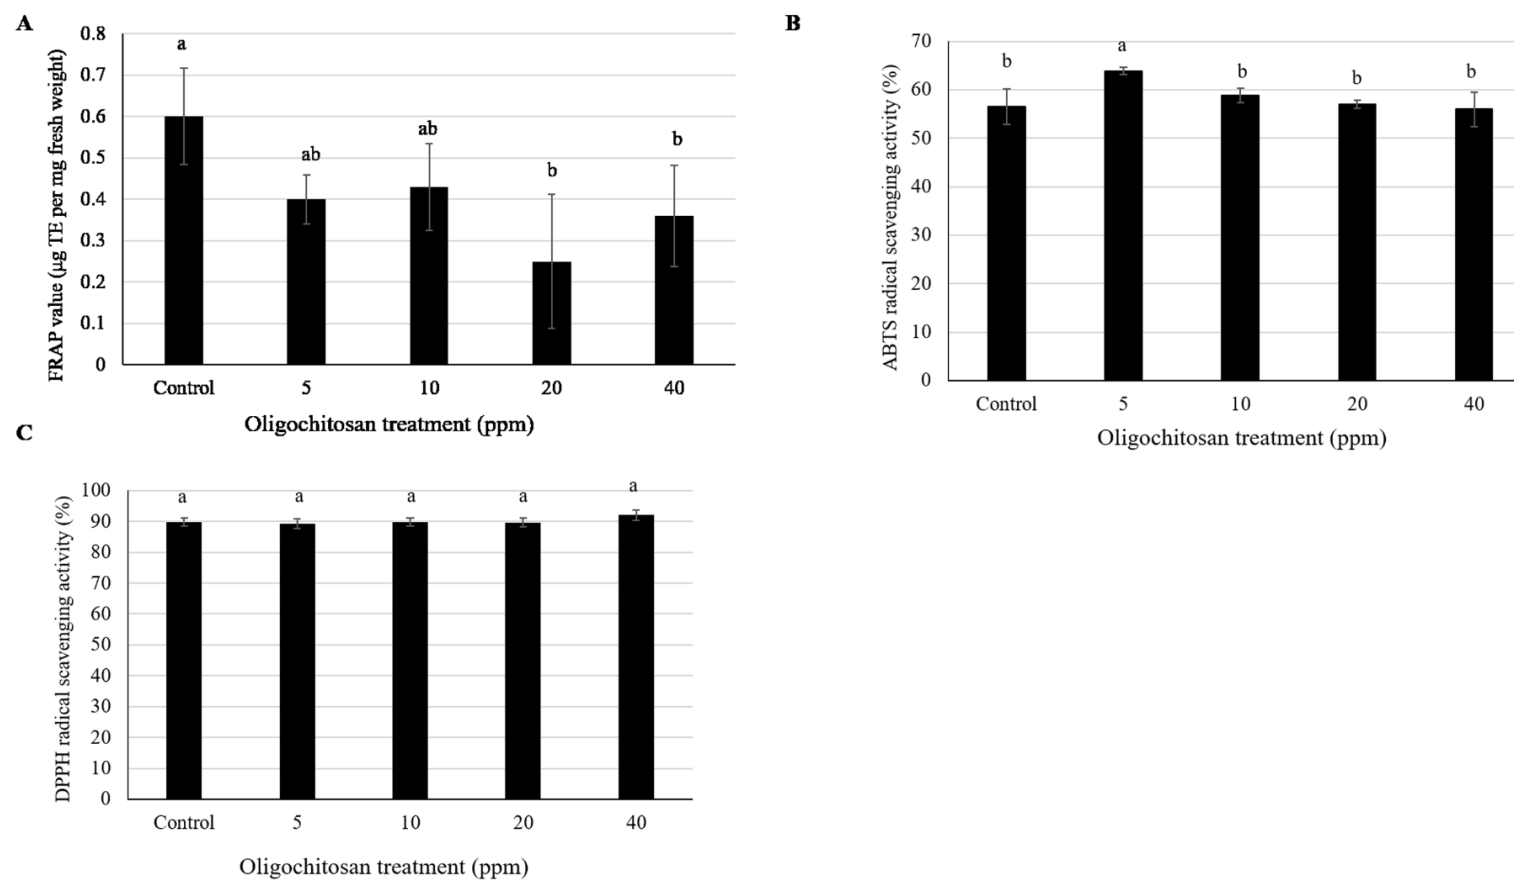 A
FRAP value (μg TE per mg fresh weight)
0.8
0.7
0.6
0.5
0.4
0.3
0.2
0.1
0
a
ab
ab
b
b
Control 5 10 20 40
Oligochitosan treatment (ppm)
B
ABTS radical scavenging activity (%)
70
60
50
40
30
20
10
0
b
a
b
b
b
Control 5 10 20 40
Oligochitosan treatment (ppm)
C
DPPH radical scavenging activity (%)
100
90
80
70
60
50
40
30
20
10
0
a
a
a
a
a
Control 5 10 20 40
Oligochitosan treatment (ppm)